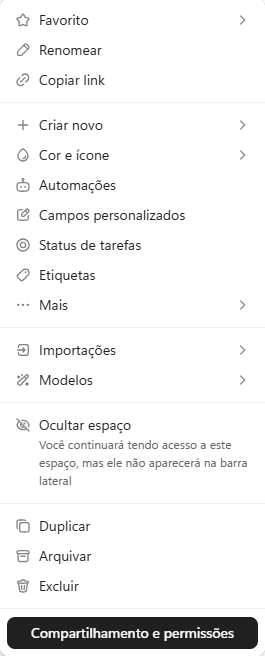 Favorito
Renomear
Copiar link
Criar novo
Cor e ícone
Automações
Campos personalizados
Status de tarefas
Etiquetas
Mais
Importações
Modelos
Ocultar espaço
Você continuará tendo acesso a este
espaço, mas ele não aparecerá na barra
lateral
Duplicar
Arquivar
Excluir
Compartilhamento e permissões